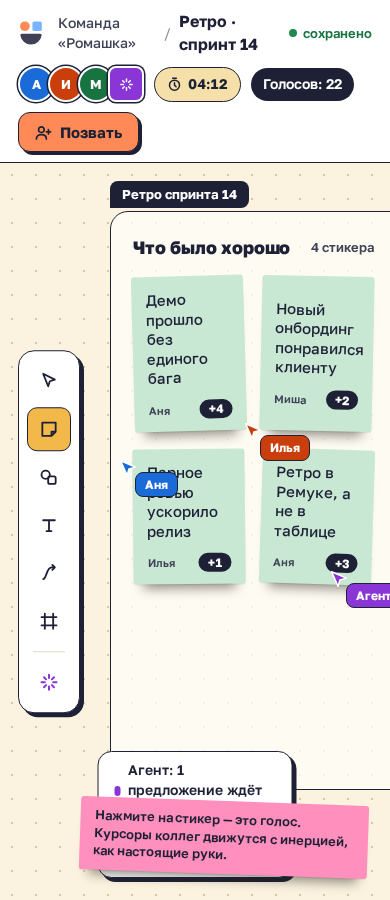 Команда
«Ромашка»
/
Ретро ·
спринт 14
сохранено
А И М
04:12
Голосов: 22
Позвать
Ретро спринта 14
Что было хорошо
4 стикера
Демо
прошло
без
единого
бага
Аня
+4
Новый
онбординг
понравился
клиенту
Миша
+2
Илья
Аня
ускорило
релиз
Илья
+1
Ретро в
Ремуке, а
не в
таблице
Аня
+3
Агент
Агент: 1
предложение ждёт
Нажмите на стикер — это голос.
Курсоры коллег движутся с инерцией,
как настоящие руки.